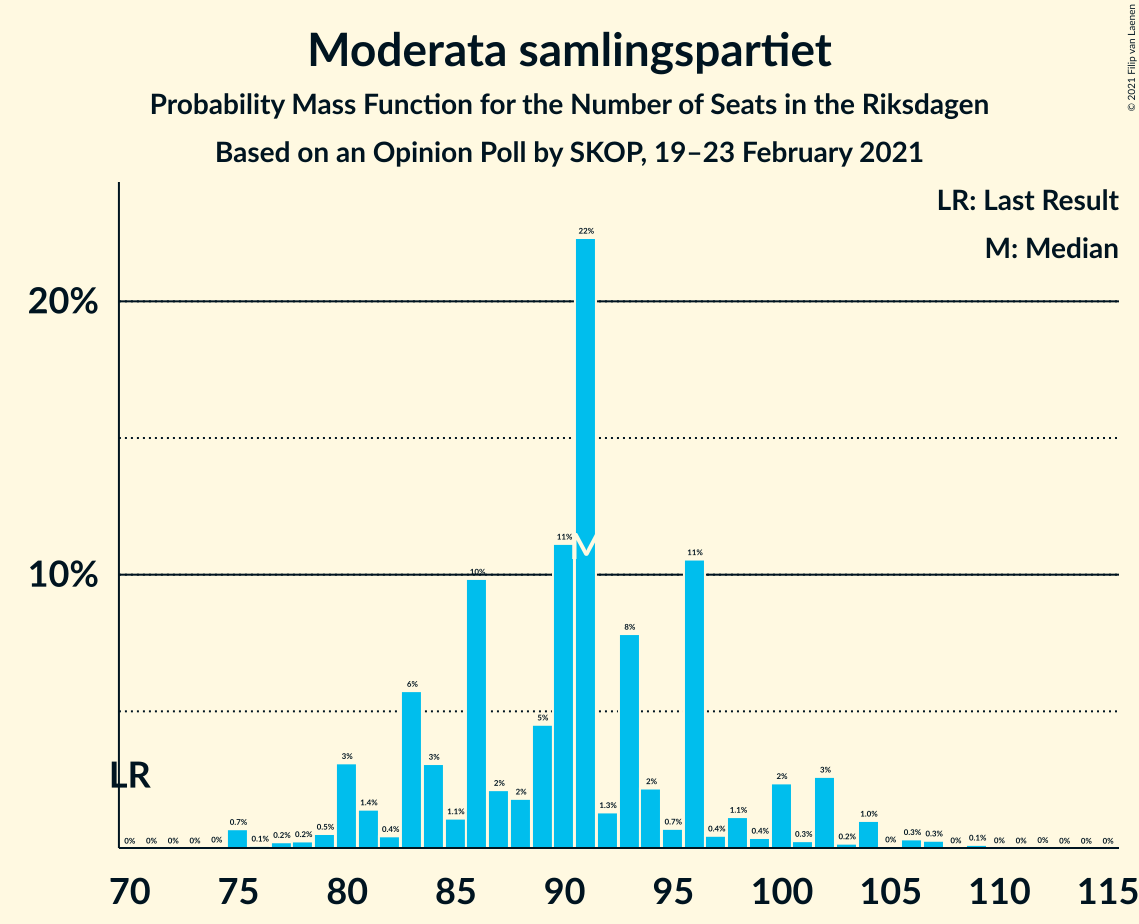 © 2021 Filip van Laenen
Moderata samlingspartiet
Probability Mass Function for the Number of Seats in the Riksdagen
Based on an Opinion Poll by SKOP, 19–23 February 2021
LR: Last Result
M: Median
20%
10%
LR
M
0% 0% 0% 0% 0% 0.7% 0.1% 0.2% 0.2% 0.5% 3% 1.4% 0.4% 6% 3% 1.1% 10% 2% 2% 5% 11% 22% 1.3% 8% 2% 0.7% 11% 0.4% 1.1% 0.4% 2% 0.3% 3% 0.2% 1.0% 0% 0.3% 0.3% 0% 0.1% 0% 0% 0% 0% 0% 0%
70 75 80 85 90 95 100 105 110 115